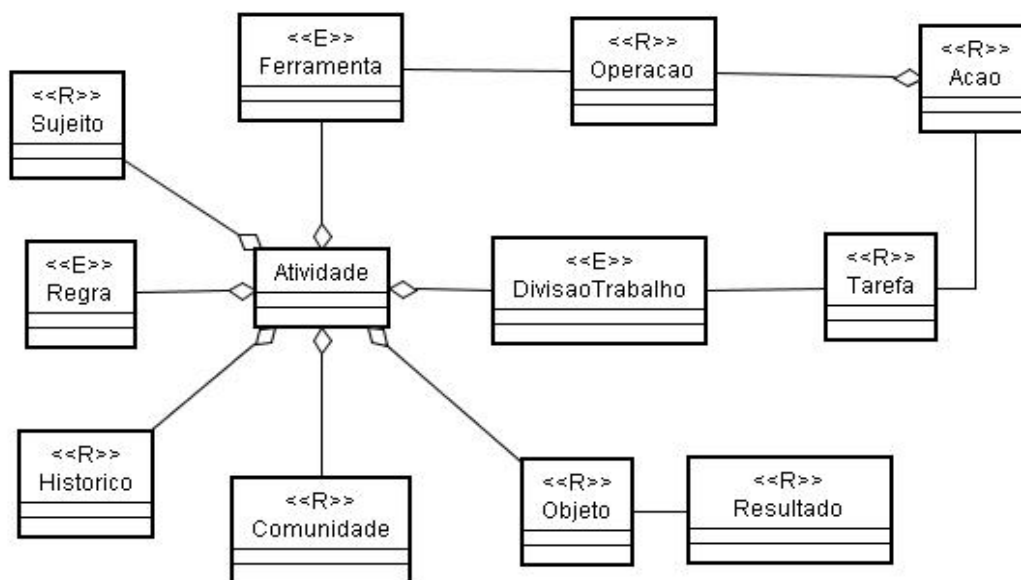 <<E>>
Ferramenta
<<R>>
Operacao
<<R>>
Acao
<<R>>
Sujeito
<<E>>
Regra
Atividade
<<E>>
DivisaoTrabalho
<<R>>
Tarefa
<<R>>
Historico
<<R>>
Comunidade
<<R>>
Objeto
<<R>>
Resultado